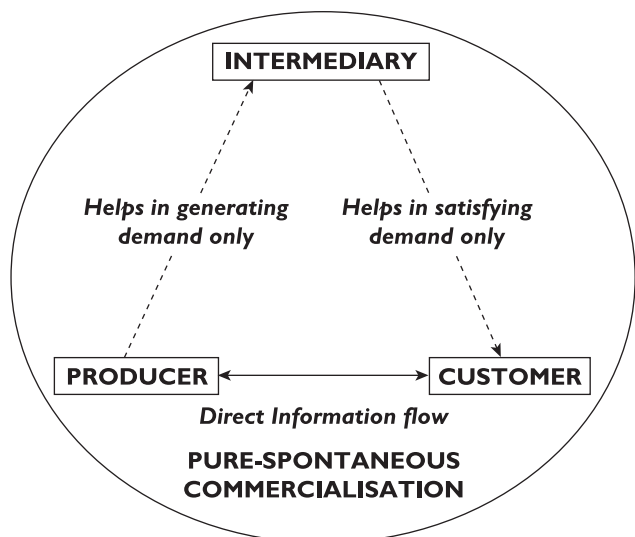 INTERMEDIARY
Helps in generating
demand only
Helps in satisfying
demand only
PRODUCER
CUSTOMER
Direct Information flow
PURE-SPONTANEOUS
COMMERCIALISATION